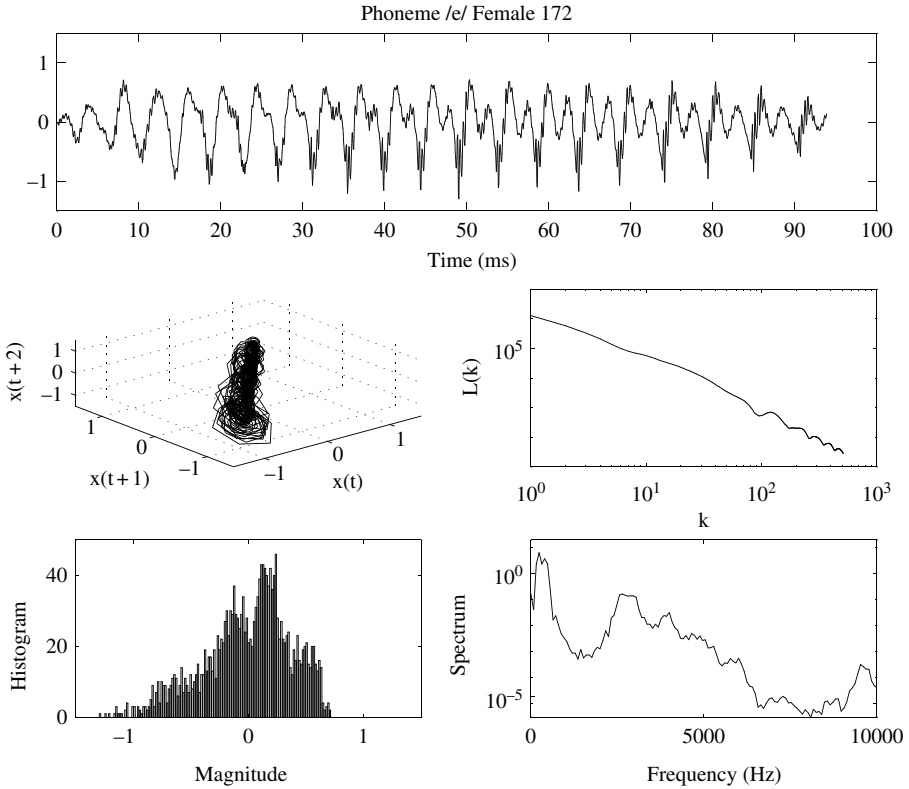 Phoneme /e/ Female 172
1
0
−1
0 10 20 30 40 50 60 70 80 90 100
Time (ms)
x(t + 2)
1
0
−1
1
0
−1
x(t + 1)
−1
0
1
x(t)
L(k)
10^5
10^0 10^1 10^2 10^3
k
Histogram
40
20
0
−1 0 1
Magnitude
Spectrum
10^0
10^−5
0 5000 10000
Frequency (Hz)